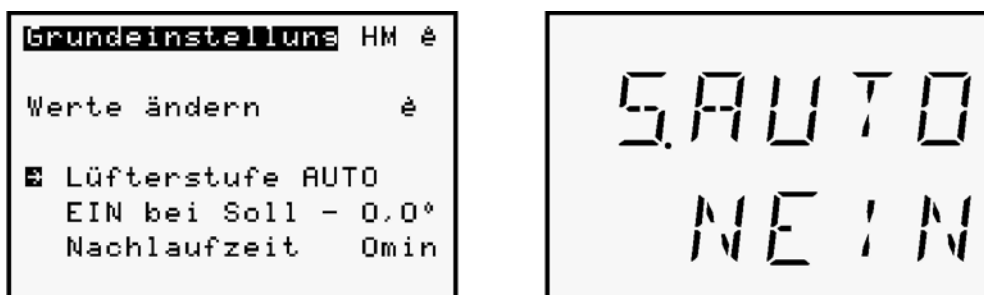 Grundeinstellung HM ê
Werte ändern ê
Lüfterstufe AUTO
EIN bei Soll - 0,0°
Nachlaufzeit 0min
S.AUTO
NEIN